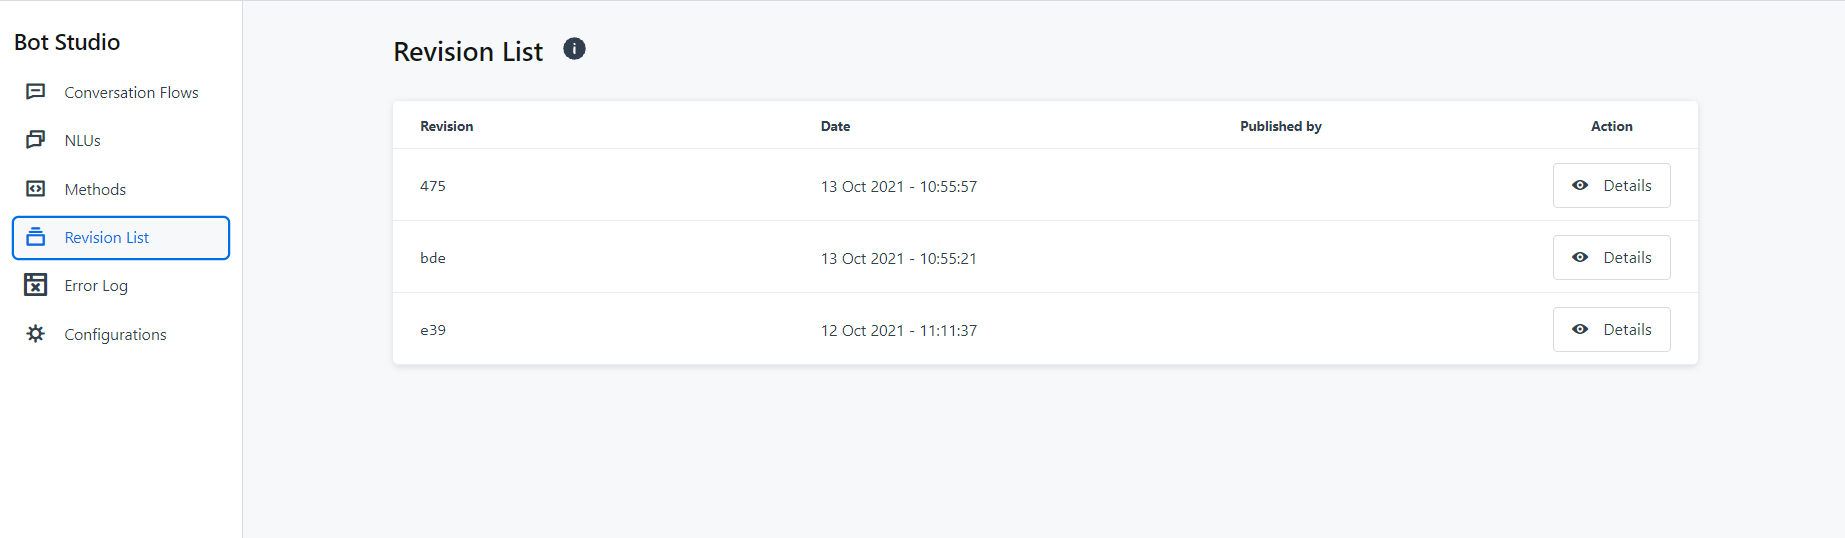 Bot Studio
Conversation Flows
NLUs
Methods
Revision List
Error Log
Configurations
Revision List
Revision Date Published by Action
475 13 Oct 2021 - 10:55:57 Details
bde 13 Oct 2021 - 10:55:21 Details
e39 12 Oct 2021 - 11:11:37 Details